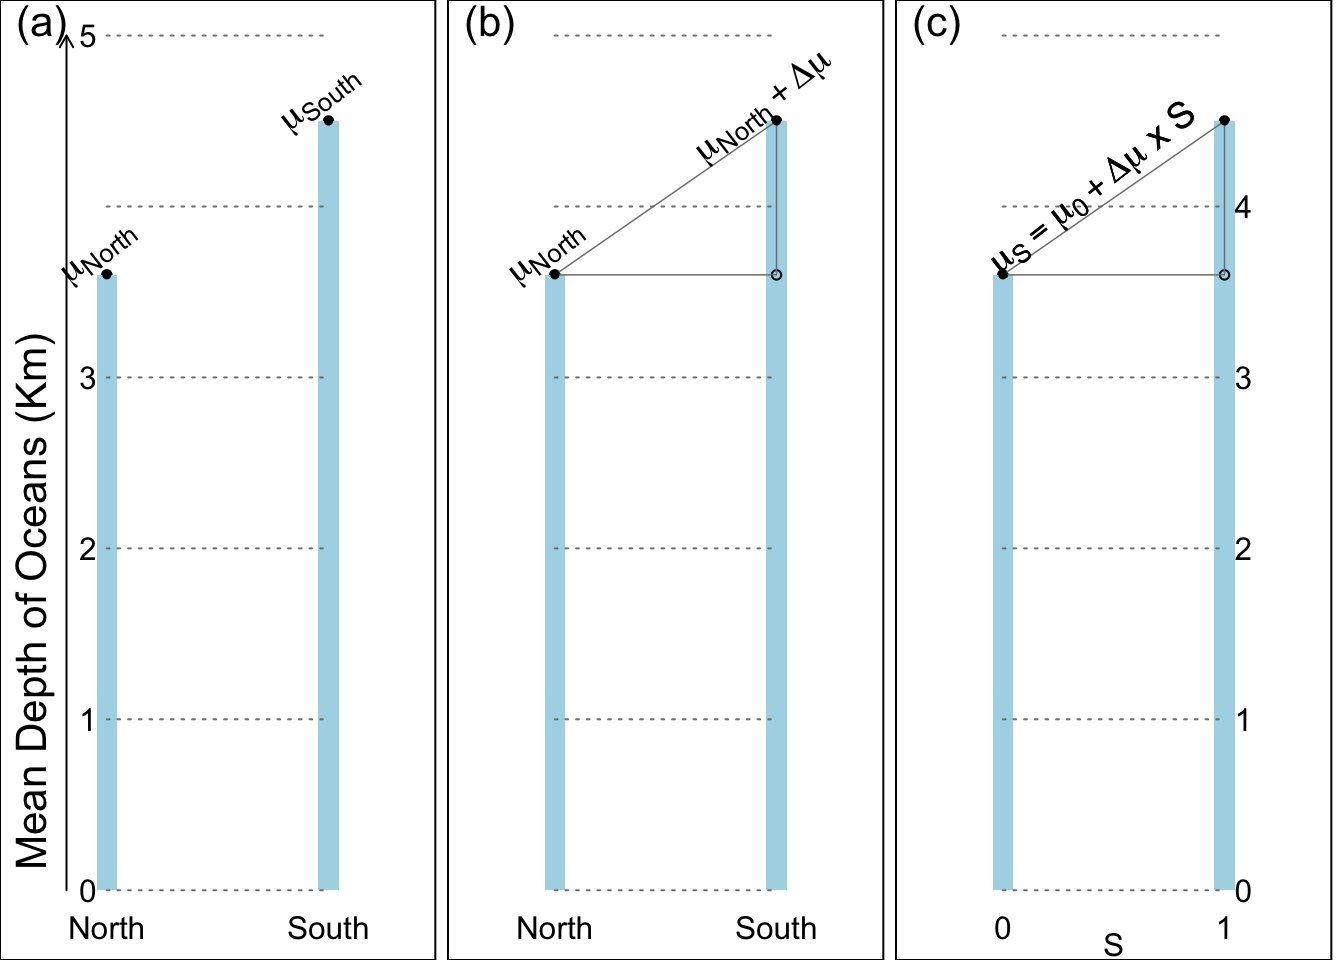 (a)
5
μSouth
μNorth
3
2
1
0
Mean Depth of Oceans (Km)
North South
(b)
μNorth + Δμ
μNorth
North South
(c)
μS = μ0 + Δμ x S
4
3
2
1
0
0 1
S